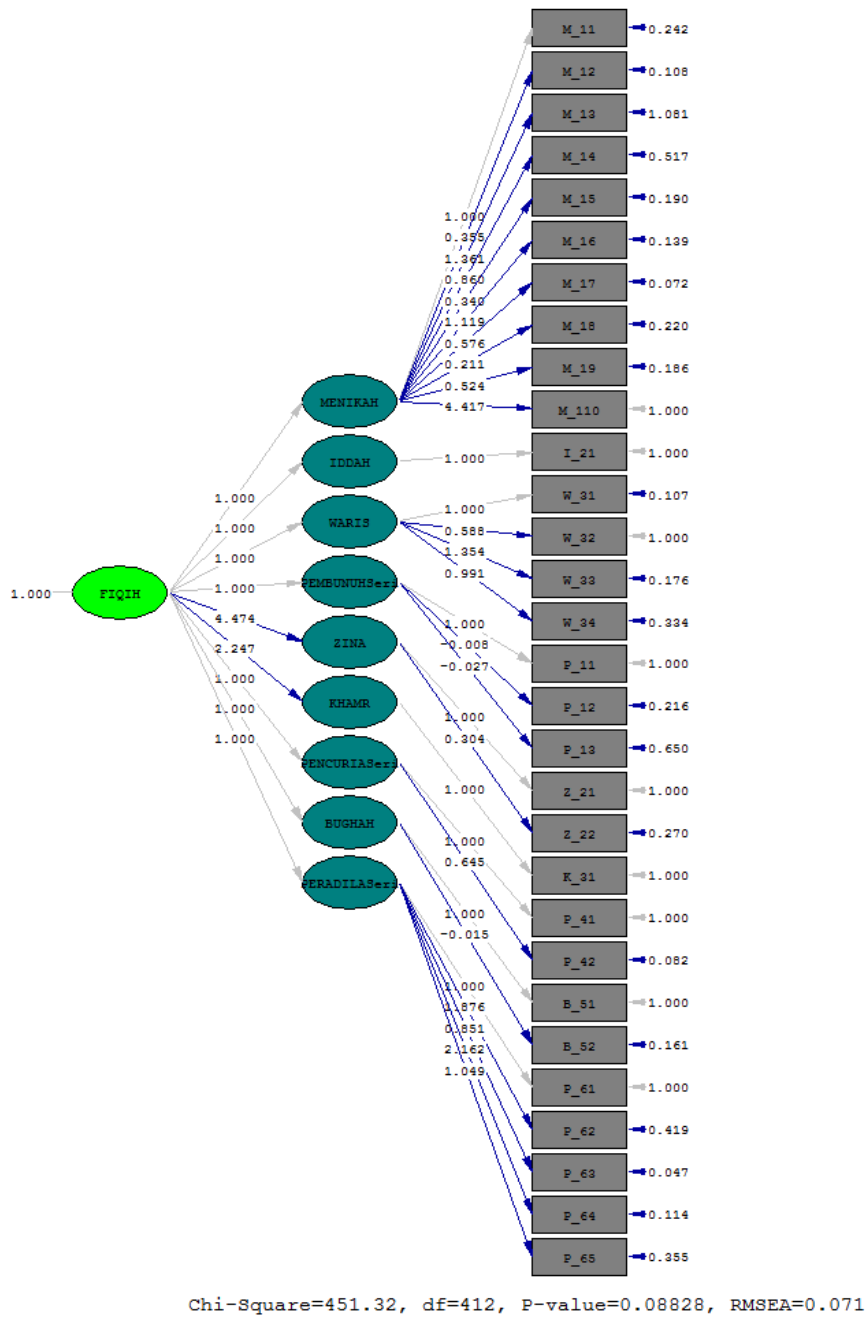 1.000
FIQIH
1.000
1.000
1.000
1.000
4.474
2.247
1.000
1.000
1.000
MENIKAH
IDDAH
WARIS
PEMBUNUHSeri
ZINA
KHAMR
PENCURIASeri
BUGHAH
PERADILASeri
1.000
0.355
1.361
0.860
0.340
1.119
0.576
0.211
0.524
4.417
1.000
1.000
0.588
1.354
0.991
1.000
-0.008
-0.027
1.000
0.304
1.000
1.000
0.645
1.000
-0.015
1.000
1.876
0.851
2.162
1.049
M_11 0.242
M_12 0.108
M_13 1.081
M_14 0.517
M_15 0.190
M_16 0.139
M_17 0.072
M_18 0.220
M_19 0.186
M_110 1.000
I_21 1.000
W_31 0.107
W_32 1.000
W_33 0.176
W_34 0.334
P_11 1.000
P_12 0.216
P_13 0.650
Z_21 1.000
Z_22 0.270
K_31 1.000
P_41 1.000
P_42 0.082
B_51 1.000
B_52 0.161
P_61 1.000
P_62 0.419
P_63 0.047
P_64 0.114
P_65 0.355
Chi-Square=451.32, df=412, P-value=0.08828, RMSEA=0.071